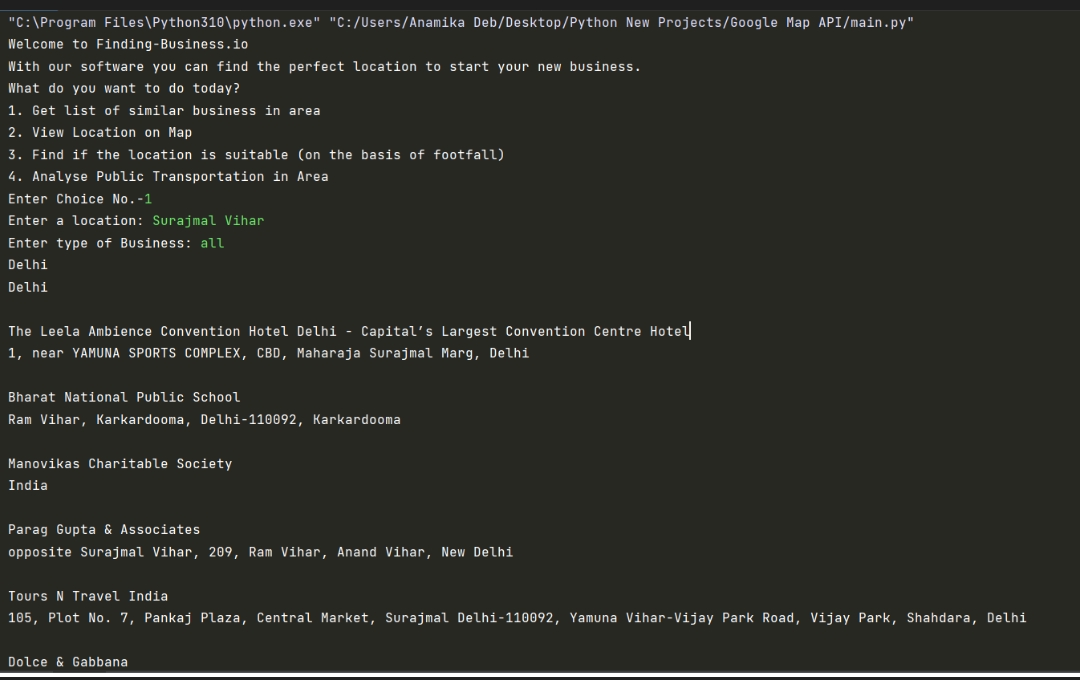 "C:\Program Files\Python310\python.exe" "C:/Users/Anamika Deb/Desktop/Python New Projects/Google Map API/main.py"
Welcome to Finding-Business.io
With our software you can find the perfect location to start your new business.
What do you want to do today?
1. Get list of similar business in area
2. View Location on Map
3. Find if the location is suitable (on the basis of footfall)
4. Analyse Public Transportation in Area
Enter Choice No.-1
Enter a location: Surajmal Vihar
Enter type of Business: all
Delhi
Delhi
The Leela Ambience Convention Hotel Delhi - Capital’s Largest Convention Centre Hotel
1, near YAMUNA SPORTS COMPLEX, CBD, Maharaja Surajmal Marg, Delhi
Bharat National Public School
Ram Vihar, Karkardooma, Delhi-110092, Karkardooma
Manovikas Charitable Society
India
Parag Gupta & Associates
opposite Surajmal Vihar, 209, Ram Vihar, Anand Vihar, New Delhi
Tours N Travel India
105, Plot No. 7, Pankaj Plaza, Central Market, Surajmal Delhi-110092, Yamuna Vihar-Vijay Park Road, Vijay Park, Shahdara, Delhi
Dolce & Gabbana